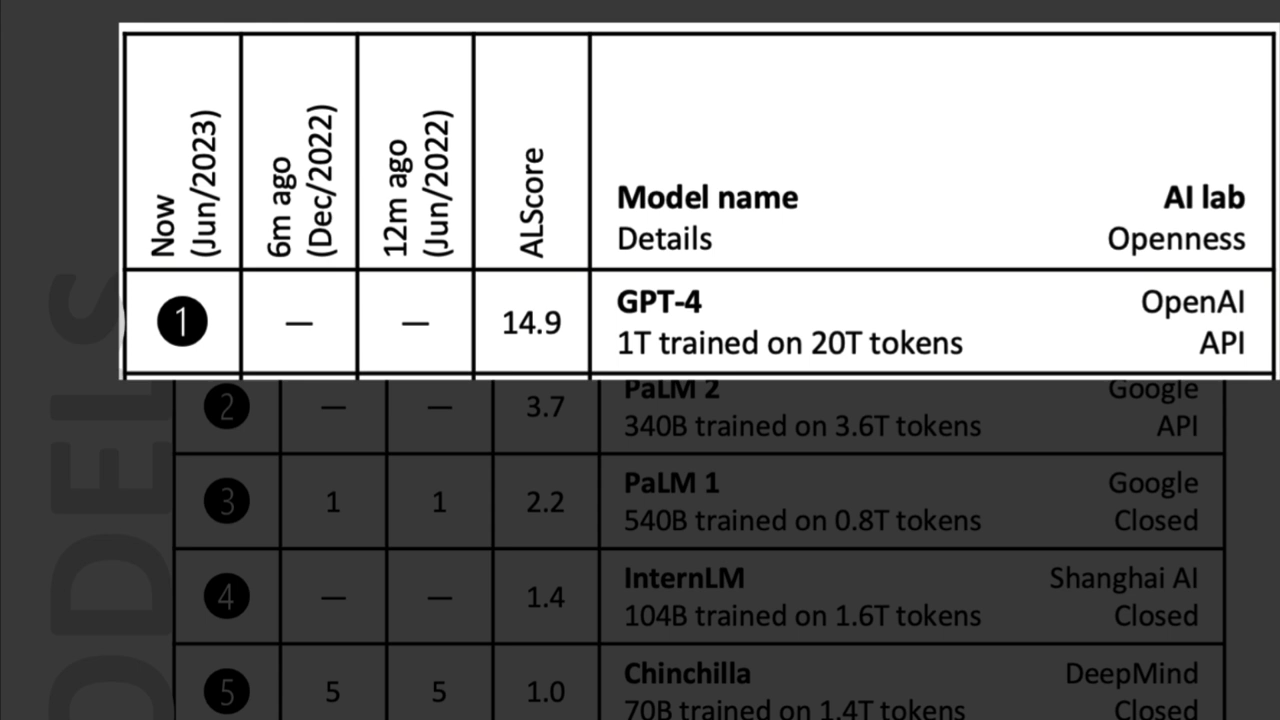 Now
(Jun/2023)
6m ago
(Dec/2022)
12m ago
(Jun/2022)
ALScore
Model name AI lab
Details Openness
1 — — 14.9 GPT-4 OpenAI
1T trained on 20T tokens API
2 — — 3.7 PaLM 2 Google
340B trained on 3.6T tokens API
3 1 1 2.2 PaLM 1 Google
540B trained on 0.8T tokens Closed
4 — — 1.4 InternLM Shanghai AI
104B trained on 1.6T tokens Closed
5 5 5 1.0 Chinchilla DeepMind
70B trained on 1.4T tokens Closed